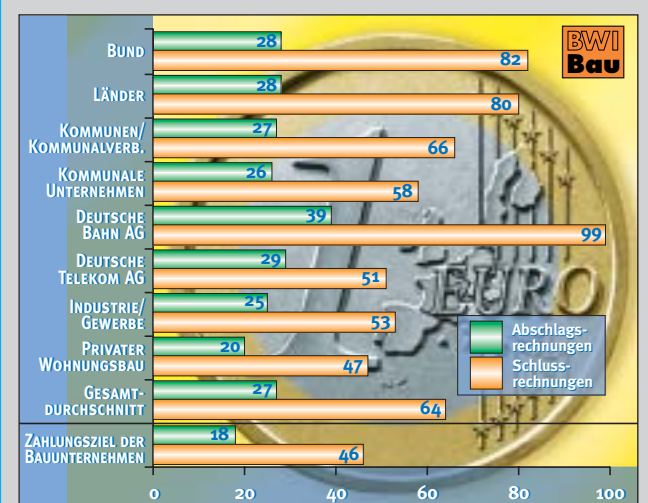 BWI
Bau
BUND
28
82
LÄNDER
28
80
KOMMUNEN/
KOMMUNALVERB.
27
66
KOMMUNALE
UNTERNEHMEN
26
58
DEUTSCHE
BAHN AG
39
99
DEUTSCHE
TELEKOM AG
29
51
INDUSTRIE/
GEWERBE
25
53
PRIVATER
WOHNUNGSBAU
20
47
GESAMT-
DURCHSCHNITT
27
64
ZAHLUNGSZIEL DER
BAUUNTERNEHMEN
18
46
1 EURO
Abschlags-
rechnungen
Schluss-
rechnungen
0 20 40 60 80 100